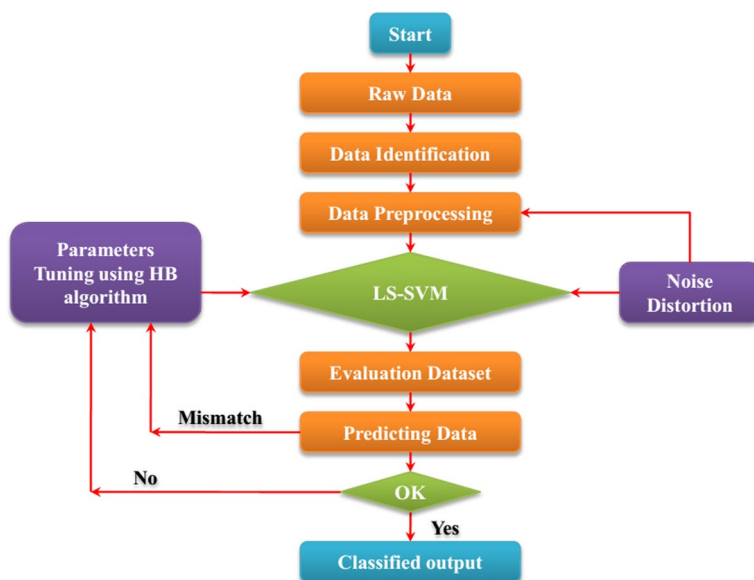 Start
Raw Data
Data Identification
Data Preprocessing
Parameters
Tuning using HB
algorithm
LS-SVM
Noise
Distortion
Evaluation Dataset
Mismatch
Predicting Data
No
OK
Yes
Classified output